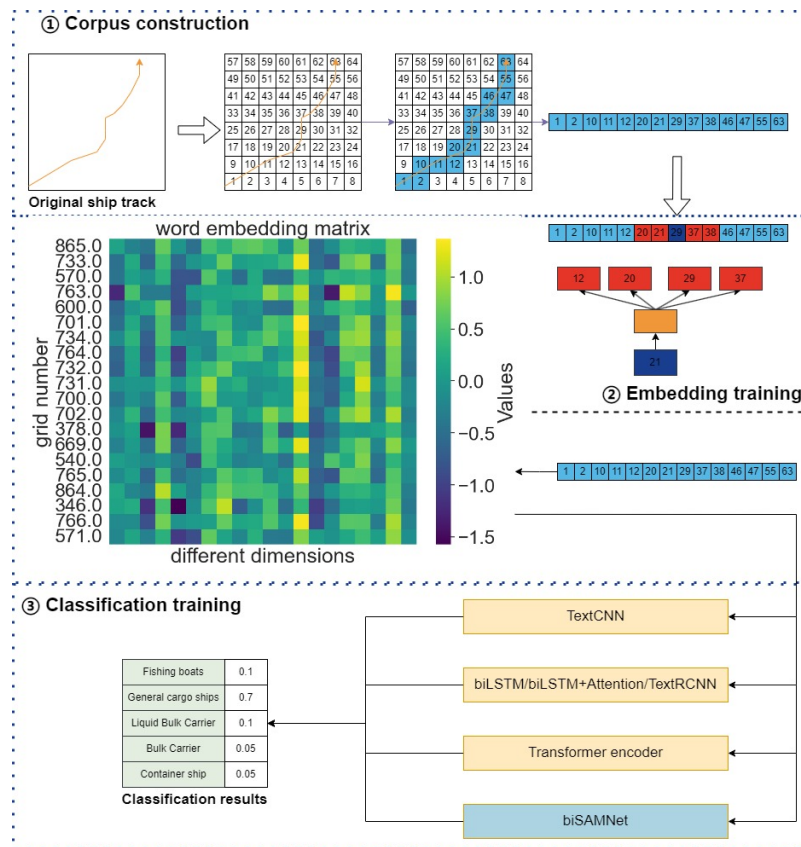 ① Corpus construction
57 58 59 60 61 62 63 64
49 50 51 52 53 54 55 56
41 42 43 44 45 46 47 48
33 34 35 36 37 38 39 40
25 26 27 28 29 30 31 32
17 18 19 20 21 22 23 24
9 10 11 12 13 14 15 16
1 2 3 4 5 6 7 8
57 58 59 60 61 62 63 64
49 50 51 52 53 54 55 56
41 42 43 44 45 46 47 48
33 34 35 36 37 38 39 40
25 26 27 28 29 30 31 32
17 18 19 20 21 22 23 24
9 10 11 12 13 14 15 16
1 2 3 4 5 6 7 8
1 2 10 11 12 20 21 29 37 38 46 47 55 63
Original ship track
word embedding matrix
865.0
733.0
570.0
763.0
600.0
701.0
734.0
764.0
732.0
731.0
700.0
702.0
378.0
669.0
540.0
765.0
864.0
346.0
766.0
571.0
grid number
different dimensions
1.0
0.5
0.0
−0.5
−1.0
−1.5
Values
1 2 10 11 12 20 21 29 37 38 46 47 55 63
12 20 29 37
21
② Embedding training
1 2 10 11 12 20 21 29 37 38 46 47 55 63
③ Classification training
TextCNN
biLSTM/biLSTM+Attention/TextRCNN
Transformer encoder
biSAMNet
Fishing boats 0.1
General cargo ships 0.7
Liquid Bulk Carrier 0.1
Bulk Carrier 0.05
Container ship 0.05
Classification results